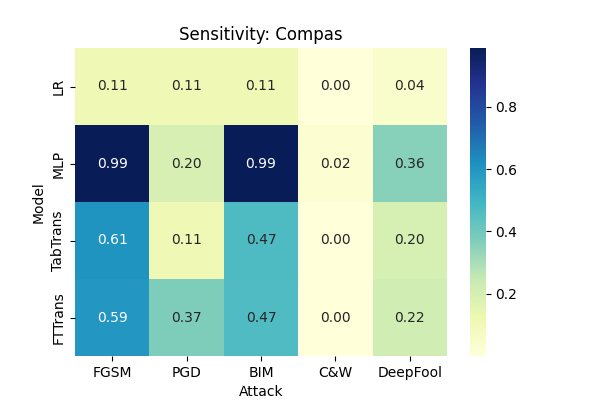 Sensitivity: Compas
LR 0.11 0.11 0.11 0.00 0.04
MLP 0.99 0.20 0.99 0.02 0.36
TabTrans 0.61 0.11 0.47 0.00 0.20
FTTrans 0.59 0.37 0.47 0.00 0.22
Model
FGSM PGD BIM C&W DeepFool
Attack
0.8
0.6
0.4
0.2